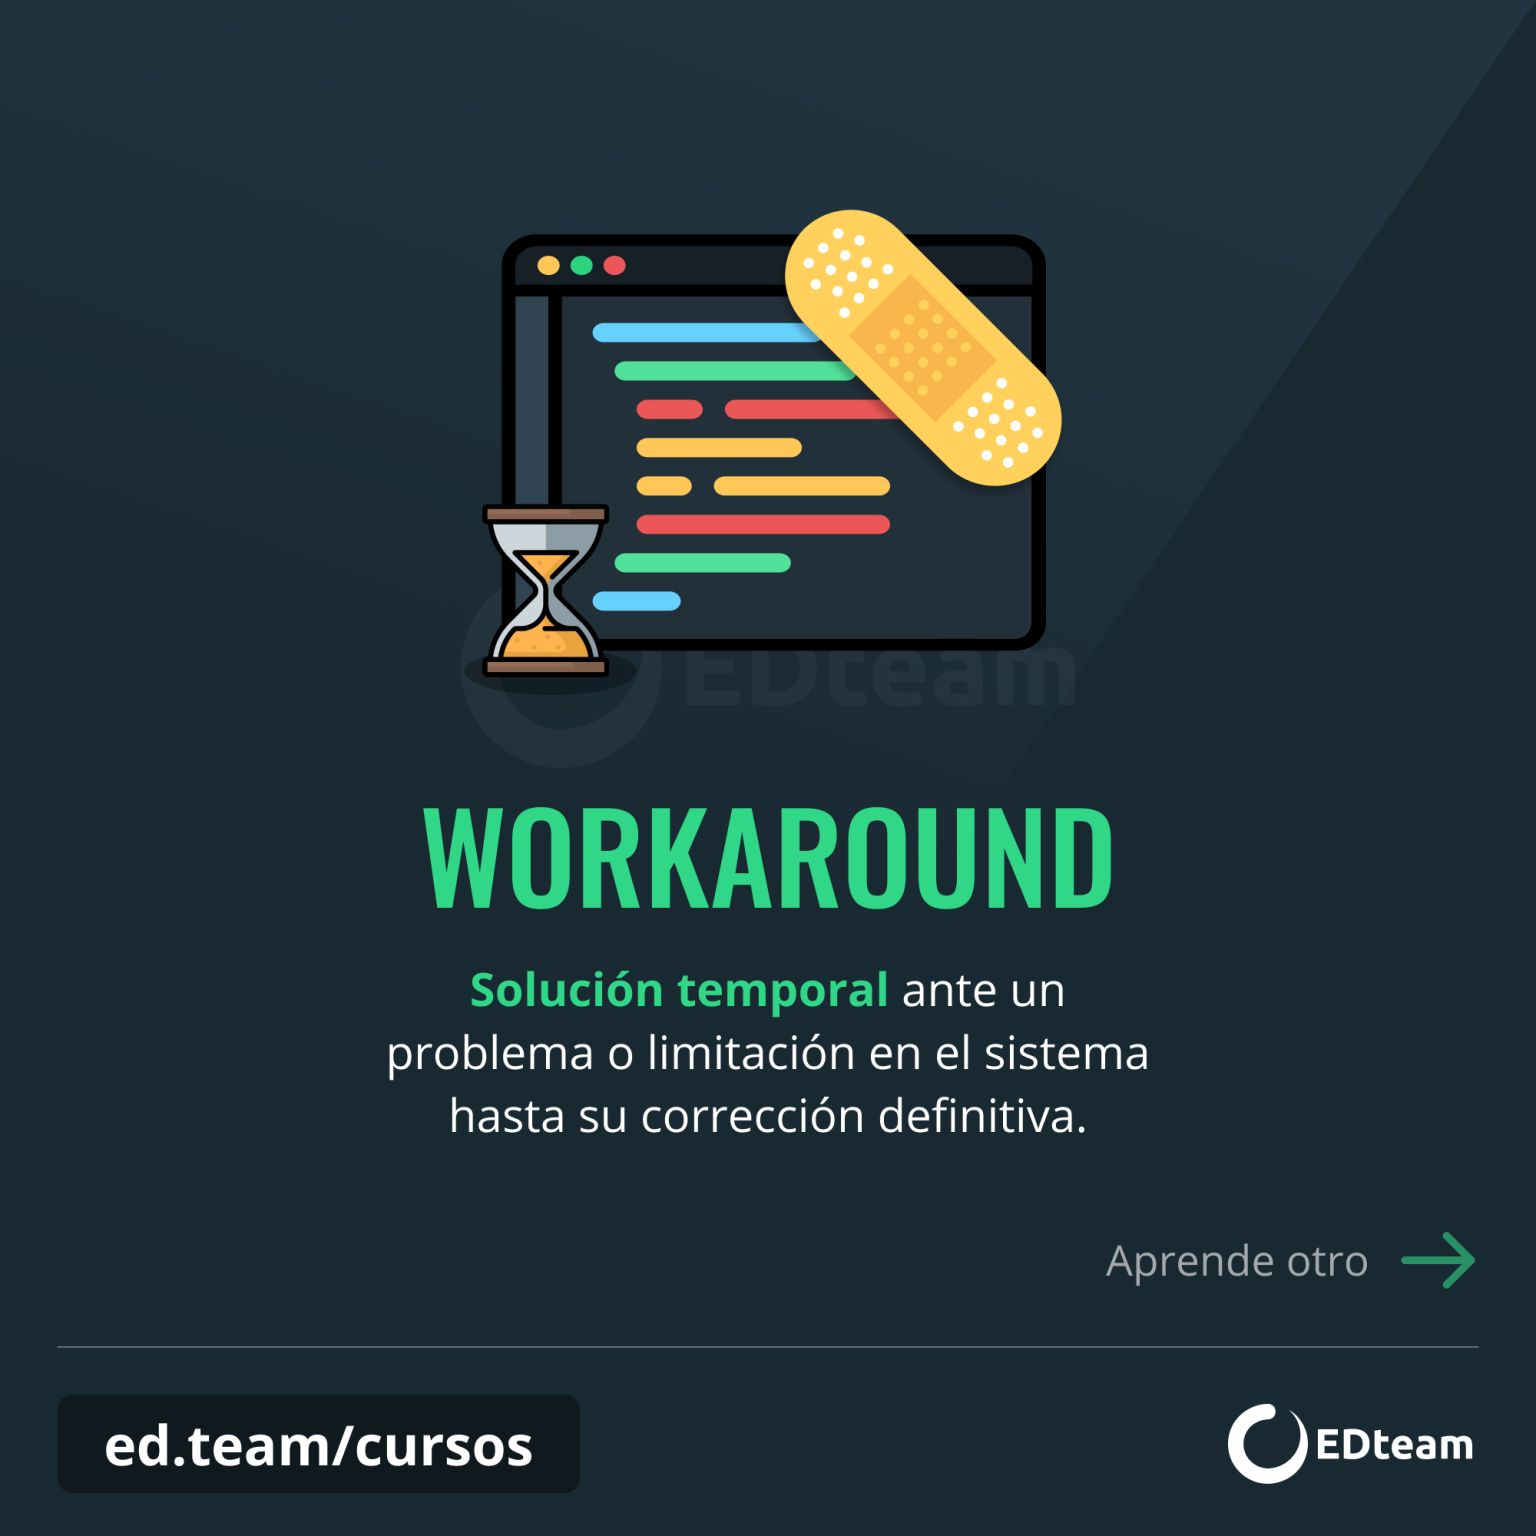 EDteam
WORKAROUND
Solución temporal ante un
problema o limitación en el sistema
hasta su corrección definitiva.
Aprende otro
ed.team/cursos
EDteam